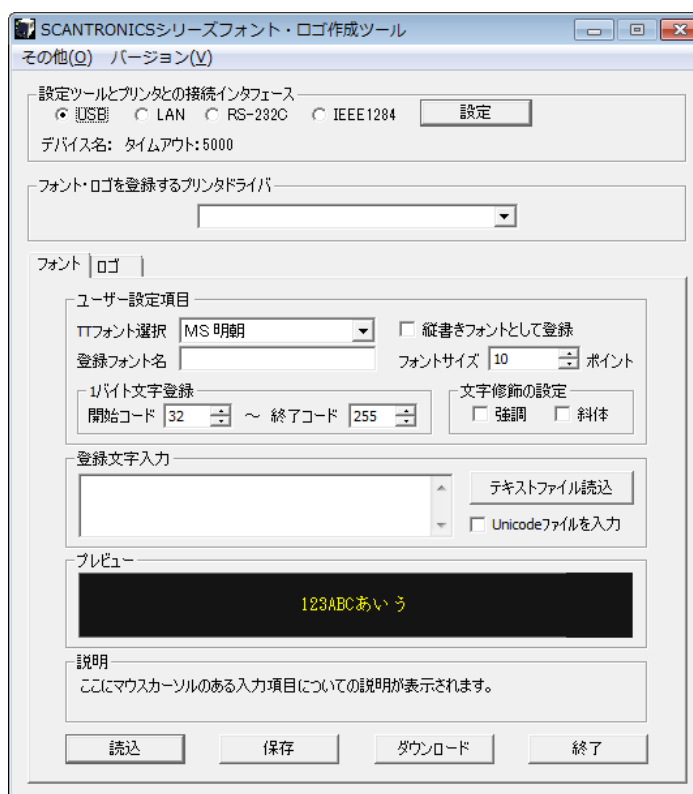 SCANTRONICSシリーズフォント・ロゴ作成ツール
その他(O) バージョン(V)
設定ツールとプリンタとの接続インタフェース
USB LAN RS-232C IEEE1284 設定
デバイス名: タイムアウト:5000
フォント・ロゴを登録するプリンタドライバ
フォント ロゴ
ユーザー設定項目
TTフォント選択 MS 明朝 縦書きフォントとして登録
登録フォント名 フォントサイズ 10 ポイント
1バイト文字登録 文字修飾の設定
開始コード 32 ～ 終了コード 255 強調 斜体
登録文字入力
テキストファイル読込
Unicodeファイルを入力
プレビュー
123ABCあいう
説明
ここにマウスカーソルのある入力項目についての説明が表示されます。
読込 保存 ダウンロード 終了